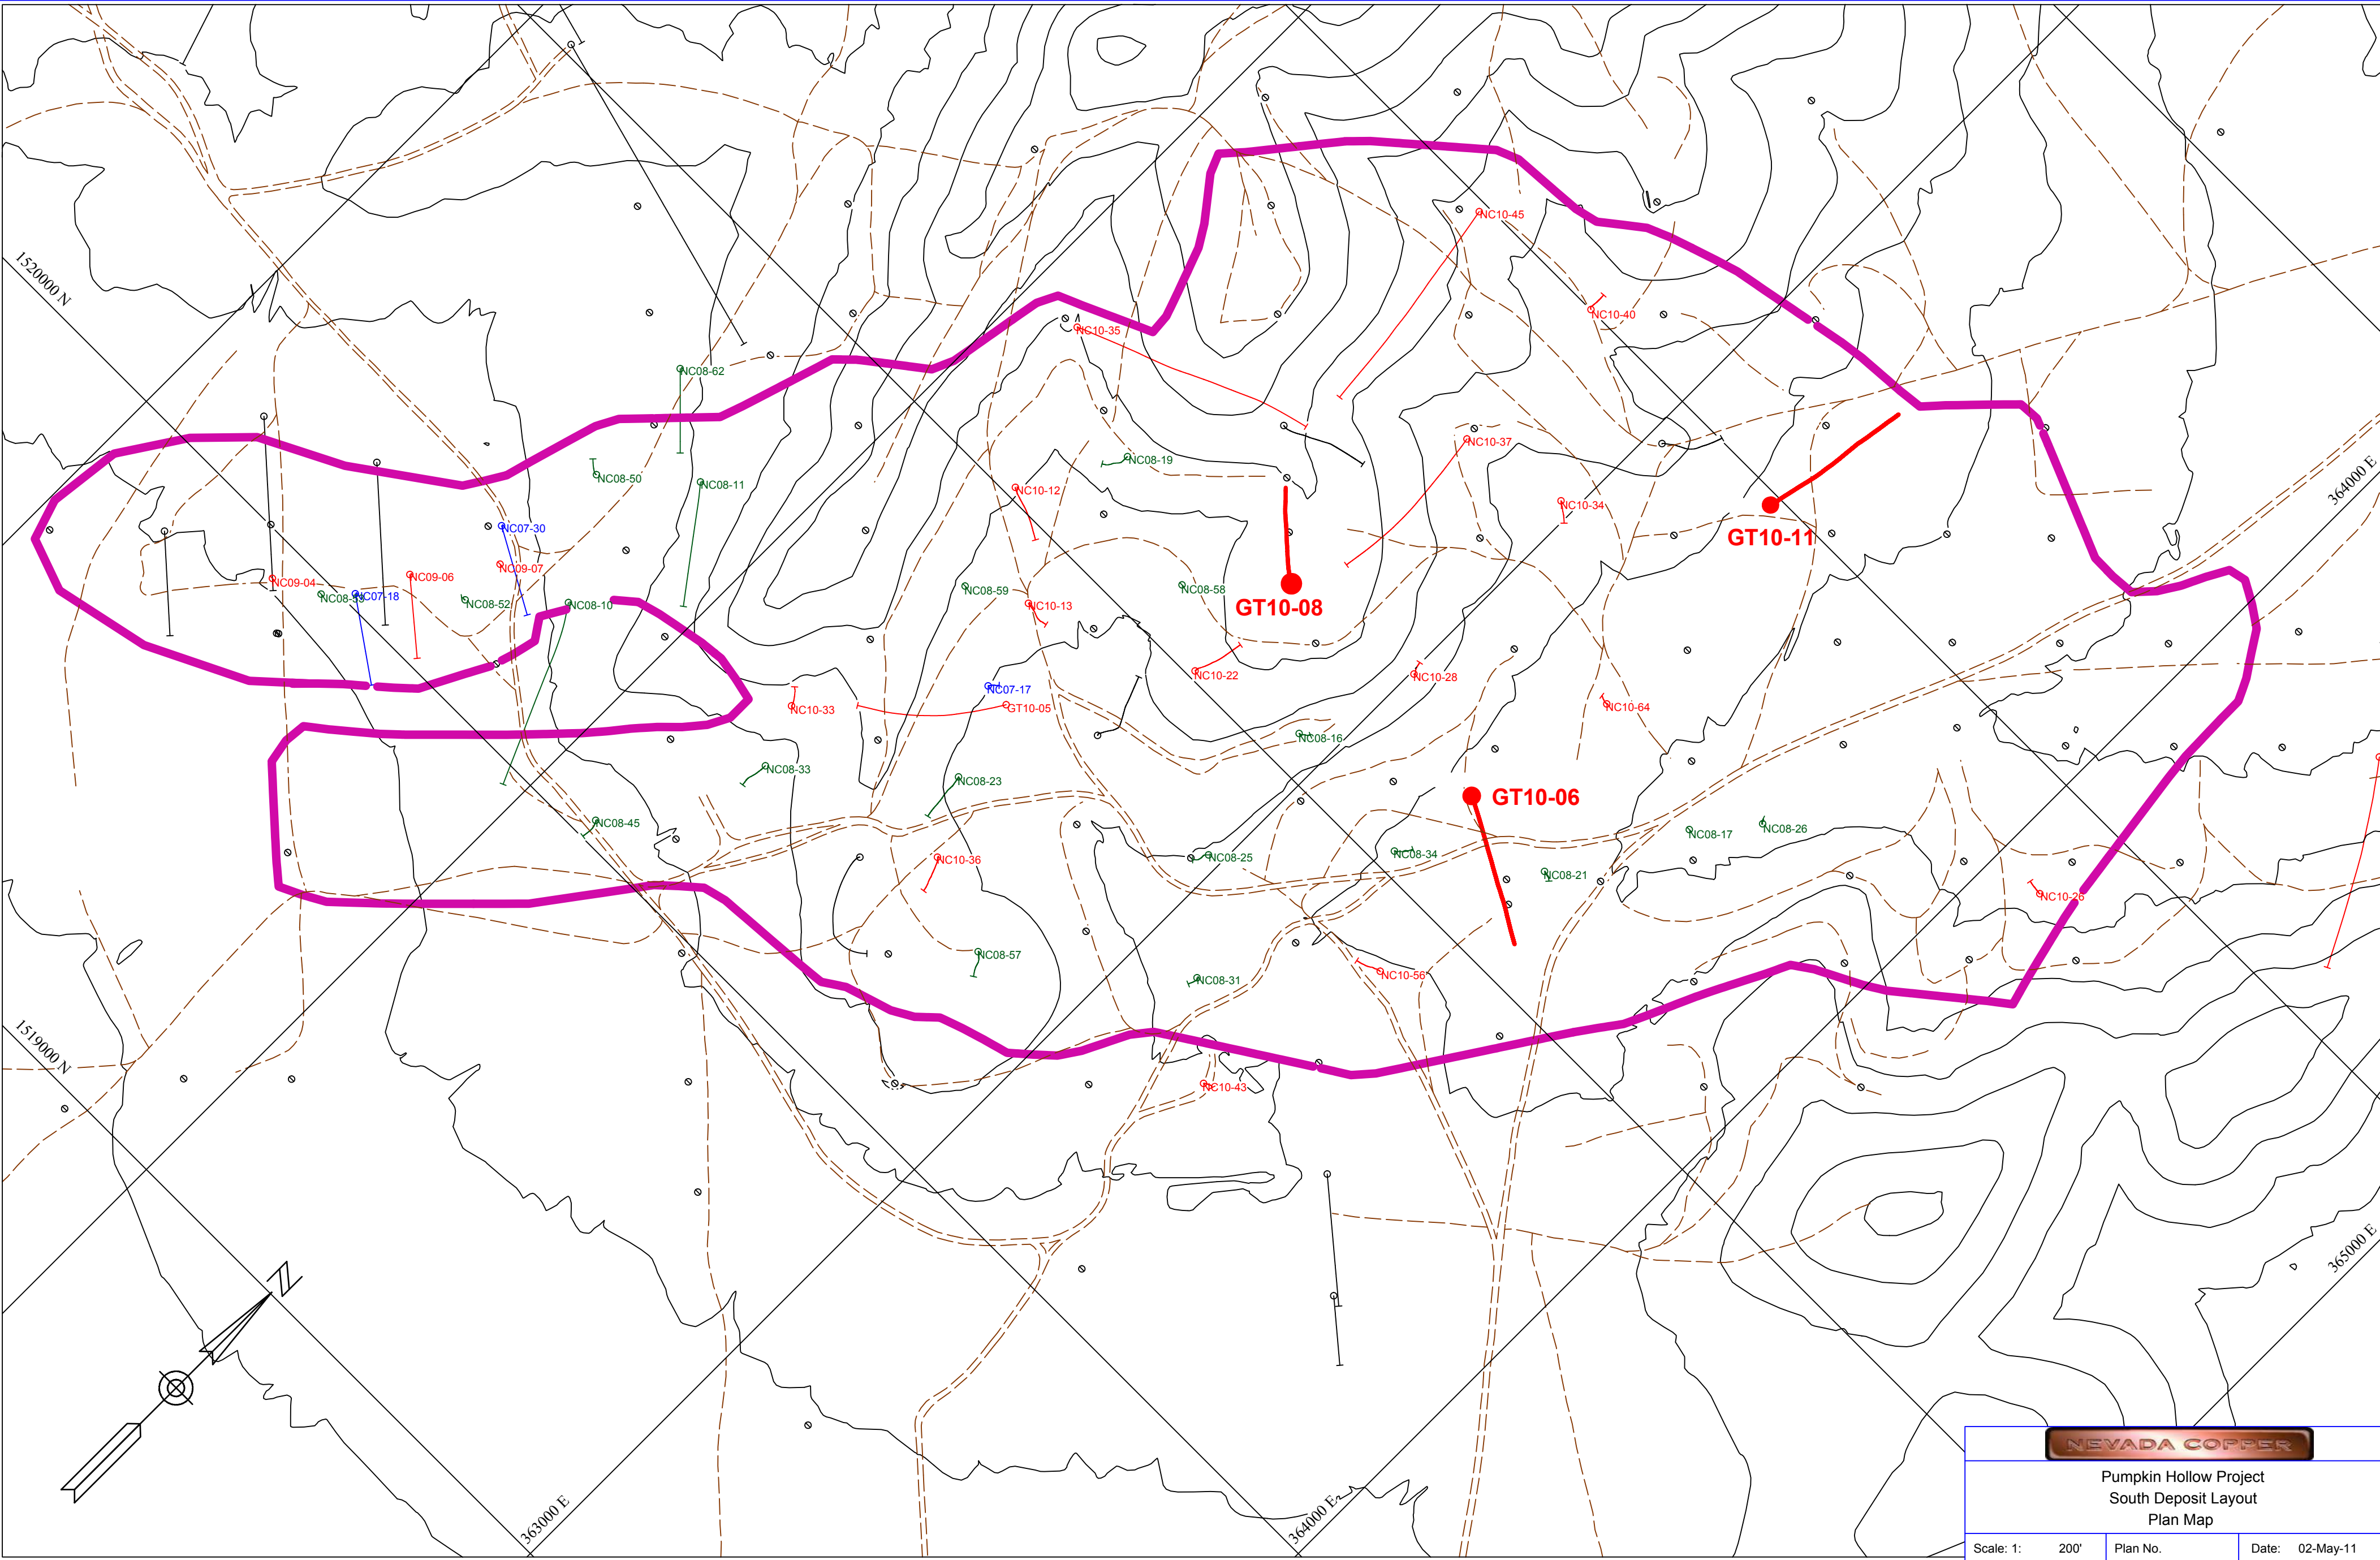 NC10-45
1520000 N
NC10-40
NC10-35
NC08-62
NC10-37
NC08-19
364000 E
NC08-50
NC08-11
NC10-12
NC10-34
NC07-30
GT10-11
NC09-07
NC09-04
NC09-06
NC07-18
NC08-52
NC08-10
NC08-59
NC10-13
NC08-58
GT10-08
NC10-22
NC10-28
NC07-17
NC10-33
GT10-05
NC10-64
NC08-16
NC08-33
NC08-23
GT10-06
NC08-45
NC08-17
NC08-26
NC10-36
NC08-25
NC08-34
NC08-21
NC10-26
NC08-57
NC10-56
NC08-31
1519000 N
NC10-43
365000 E
N
363000 E
364000 E
NEVADA COPPER
Pumpkin Hollow Project
South Deposit Layout
Plan Map
Scale: 1: 200'
Plan No.
Date: 02-May-11